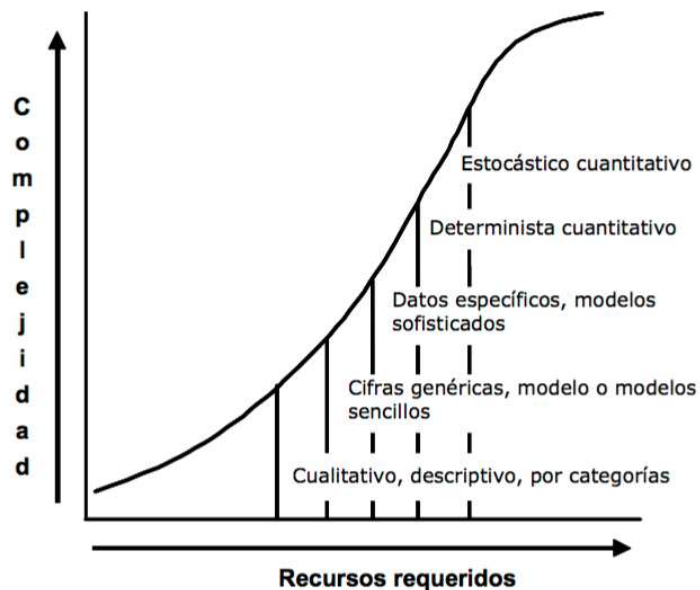 Complejidad
Estocástico cuantitativo
Determinista cuantitativo
Datos específicos, modelos
sofisticados
Cifras genéricas, modelo o modelos
sencillos
Cualitativo, descriptivo, por categorías
Recursos requeridos